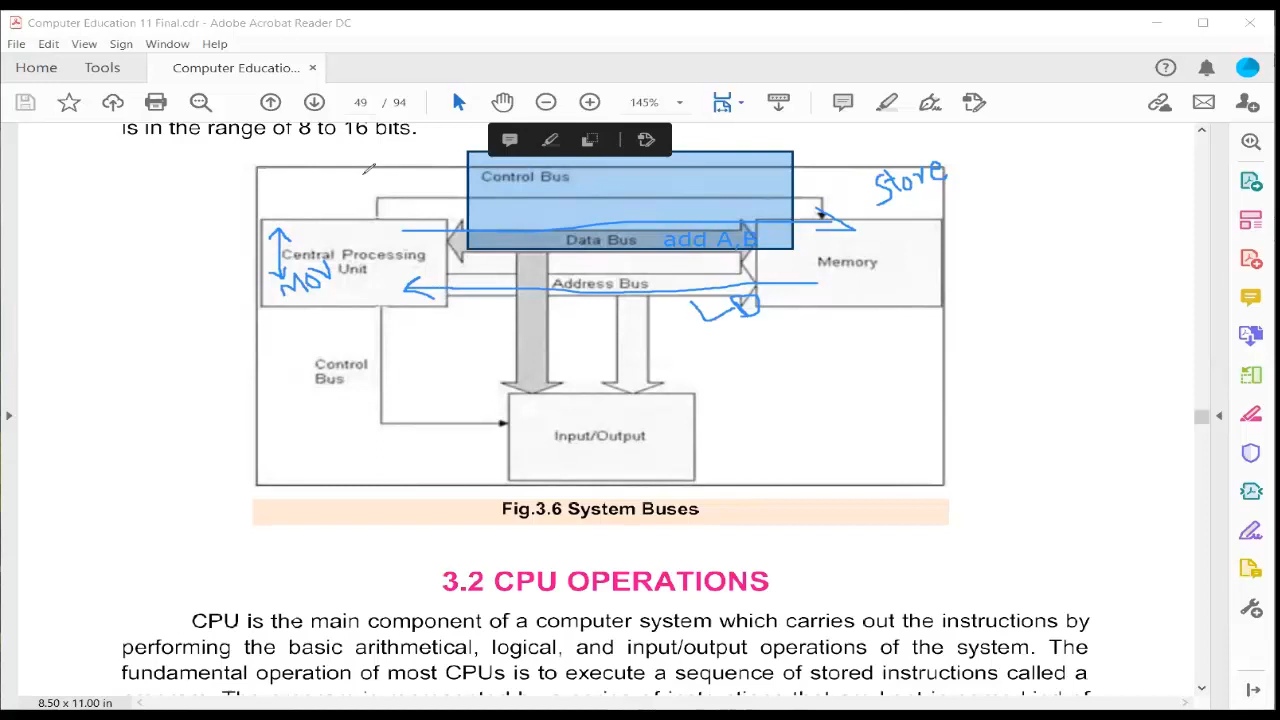 Computer Education 11 Final.cdr - Adobe Acrobat Reader DC
File Edit View Sign Window Help
Home Tools Computer Educatio... ×
49 / 94 145%
is in the range of 8 to 16 bits.
Control Bus
Store
Data Bus add A,B
Central Processing
Unit
Memory
MOV
Address Bus
LD
Control
Bus
Input/Output
Fig.3.6 System Buses
3.2 CPU OPERATIONS
CPU is the main component of a computer system which carries out the instructions by
performing the basic arithmetical, logical, and input/output operations of the system. The
fundamental operation of most CPUs is to execute a sequence of stored instructions called a
8.50 x 11.00 in